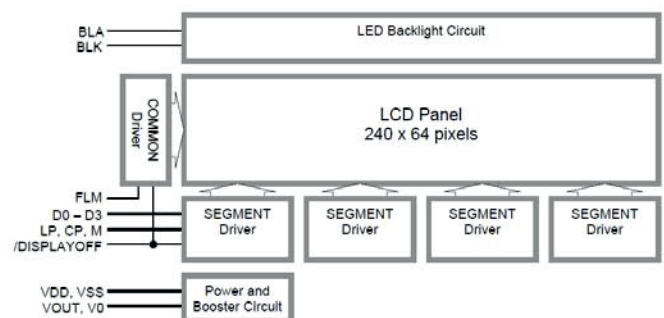 BLA
BLK
LED Backlight Circuit
COMMON
Driver
LCD Panel
240 x 64 pixels
FLM
D0 – D3
LP, CP, M
/DISPLAYOFF
SEGMENT
Driver
SEGMENT
Driver
SEGMENT
Driver
SEGMENT
Driver
VDD, VSS
VOUT, V0
Power and
Booster Circuit